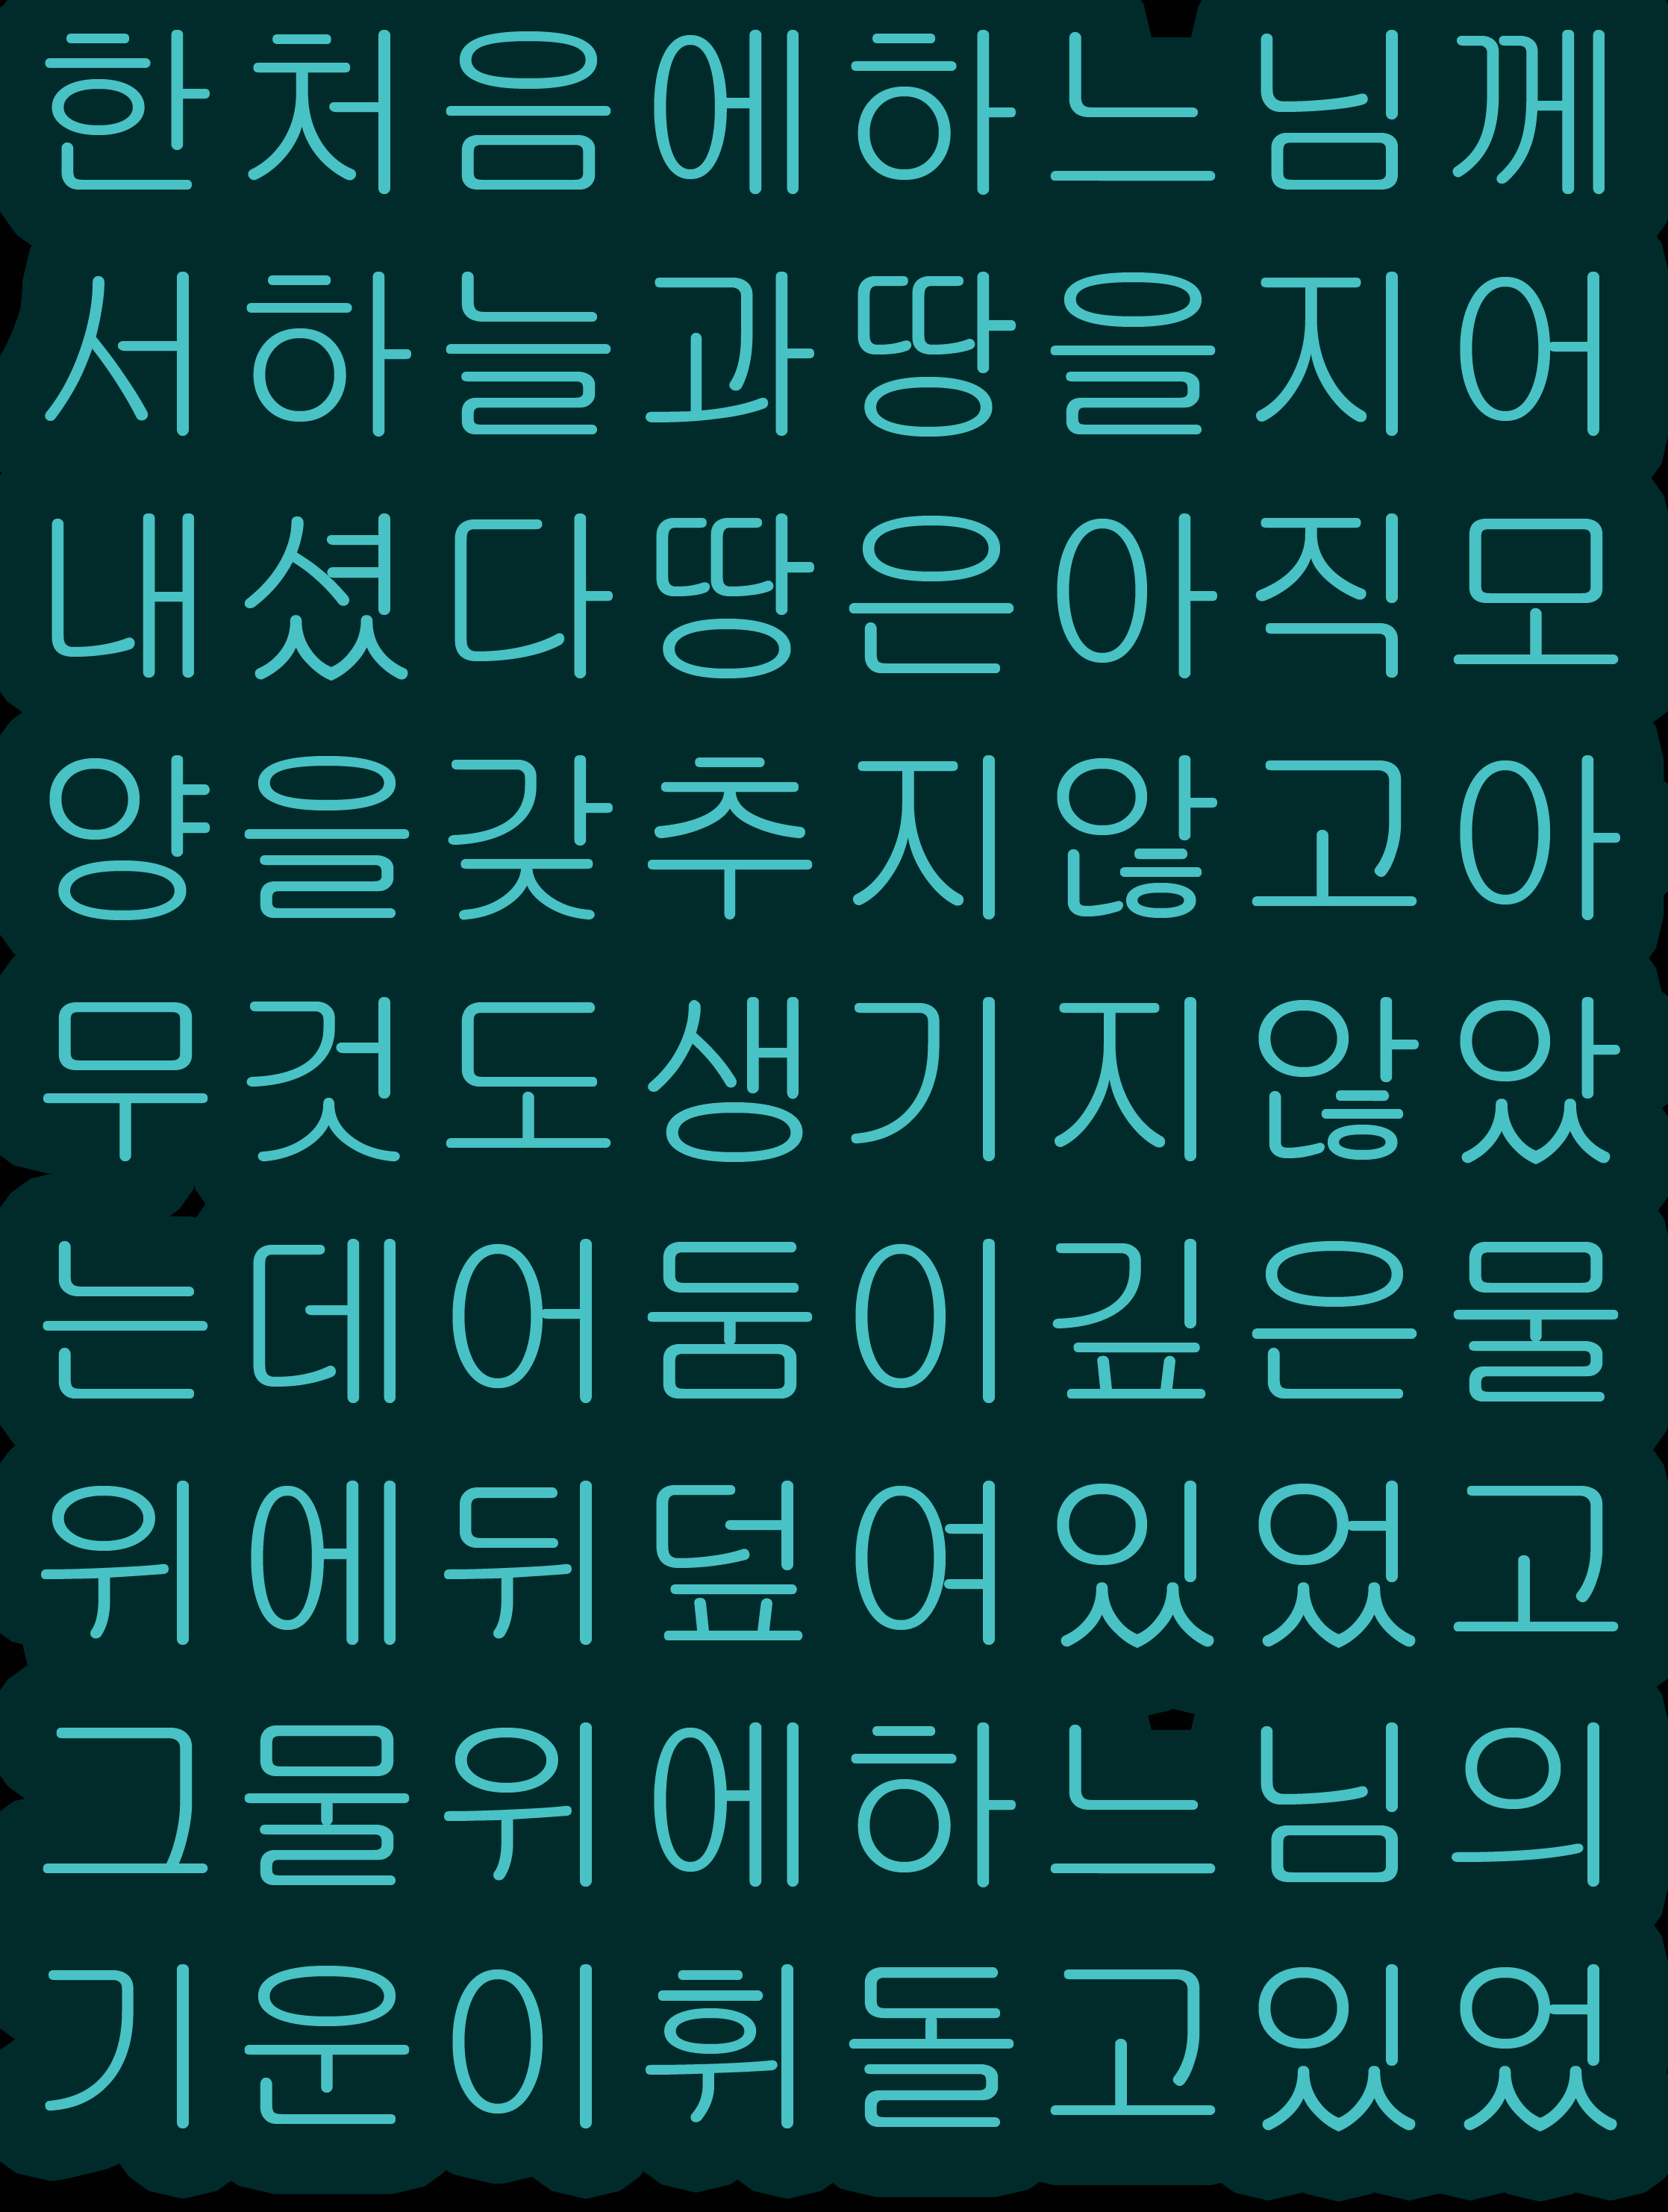 한처음에하느님께
서하늘과땅을지어
내셨다땅은아직모
양을갖추지않고아
무것도생기지않았
는데어둠이깊은물
위에뒤덮여있었고
그물위에하느님의
기운이휘돌고있었